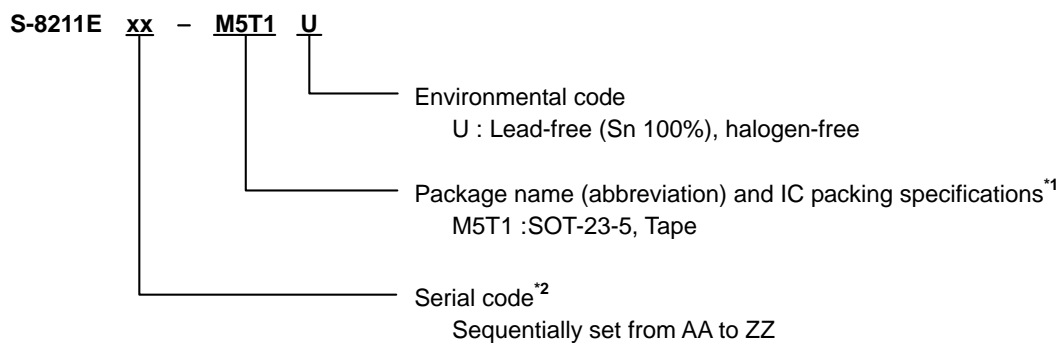 S-8211E xx – M5T1 U
Environmental code
U : Lead-free (Sn 100%), halogen-free
Package name (abbreviation) and IC packing specifications*1
M5T1 :SOT-23-5, Tape
Serial code*2
Sequentially set from AA to ZZ